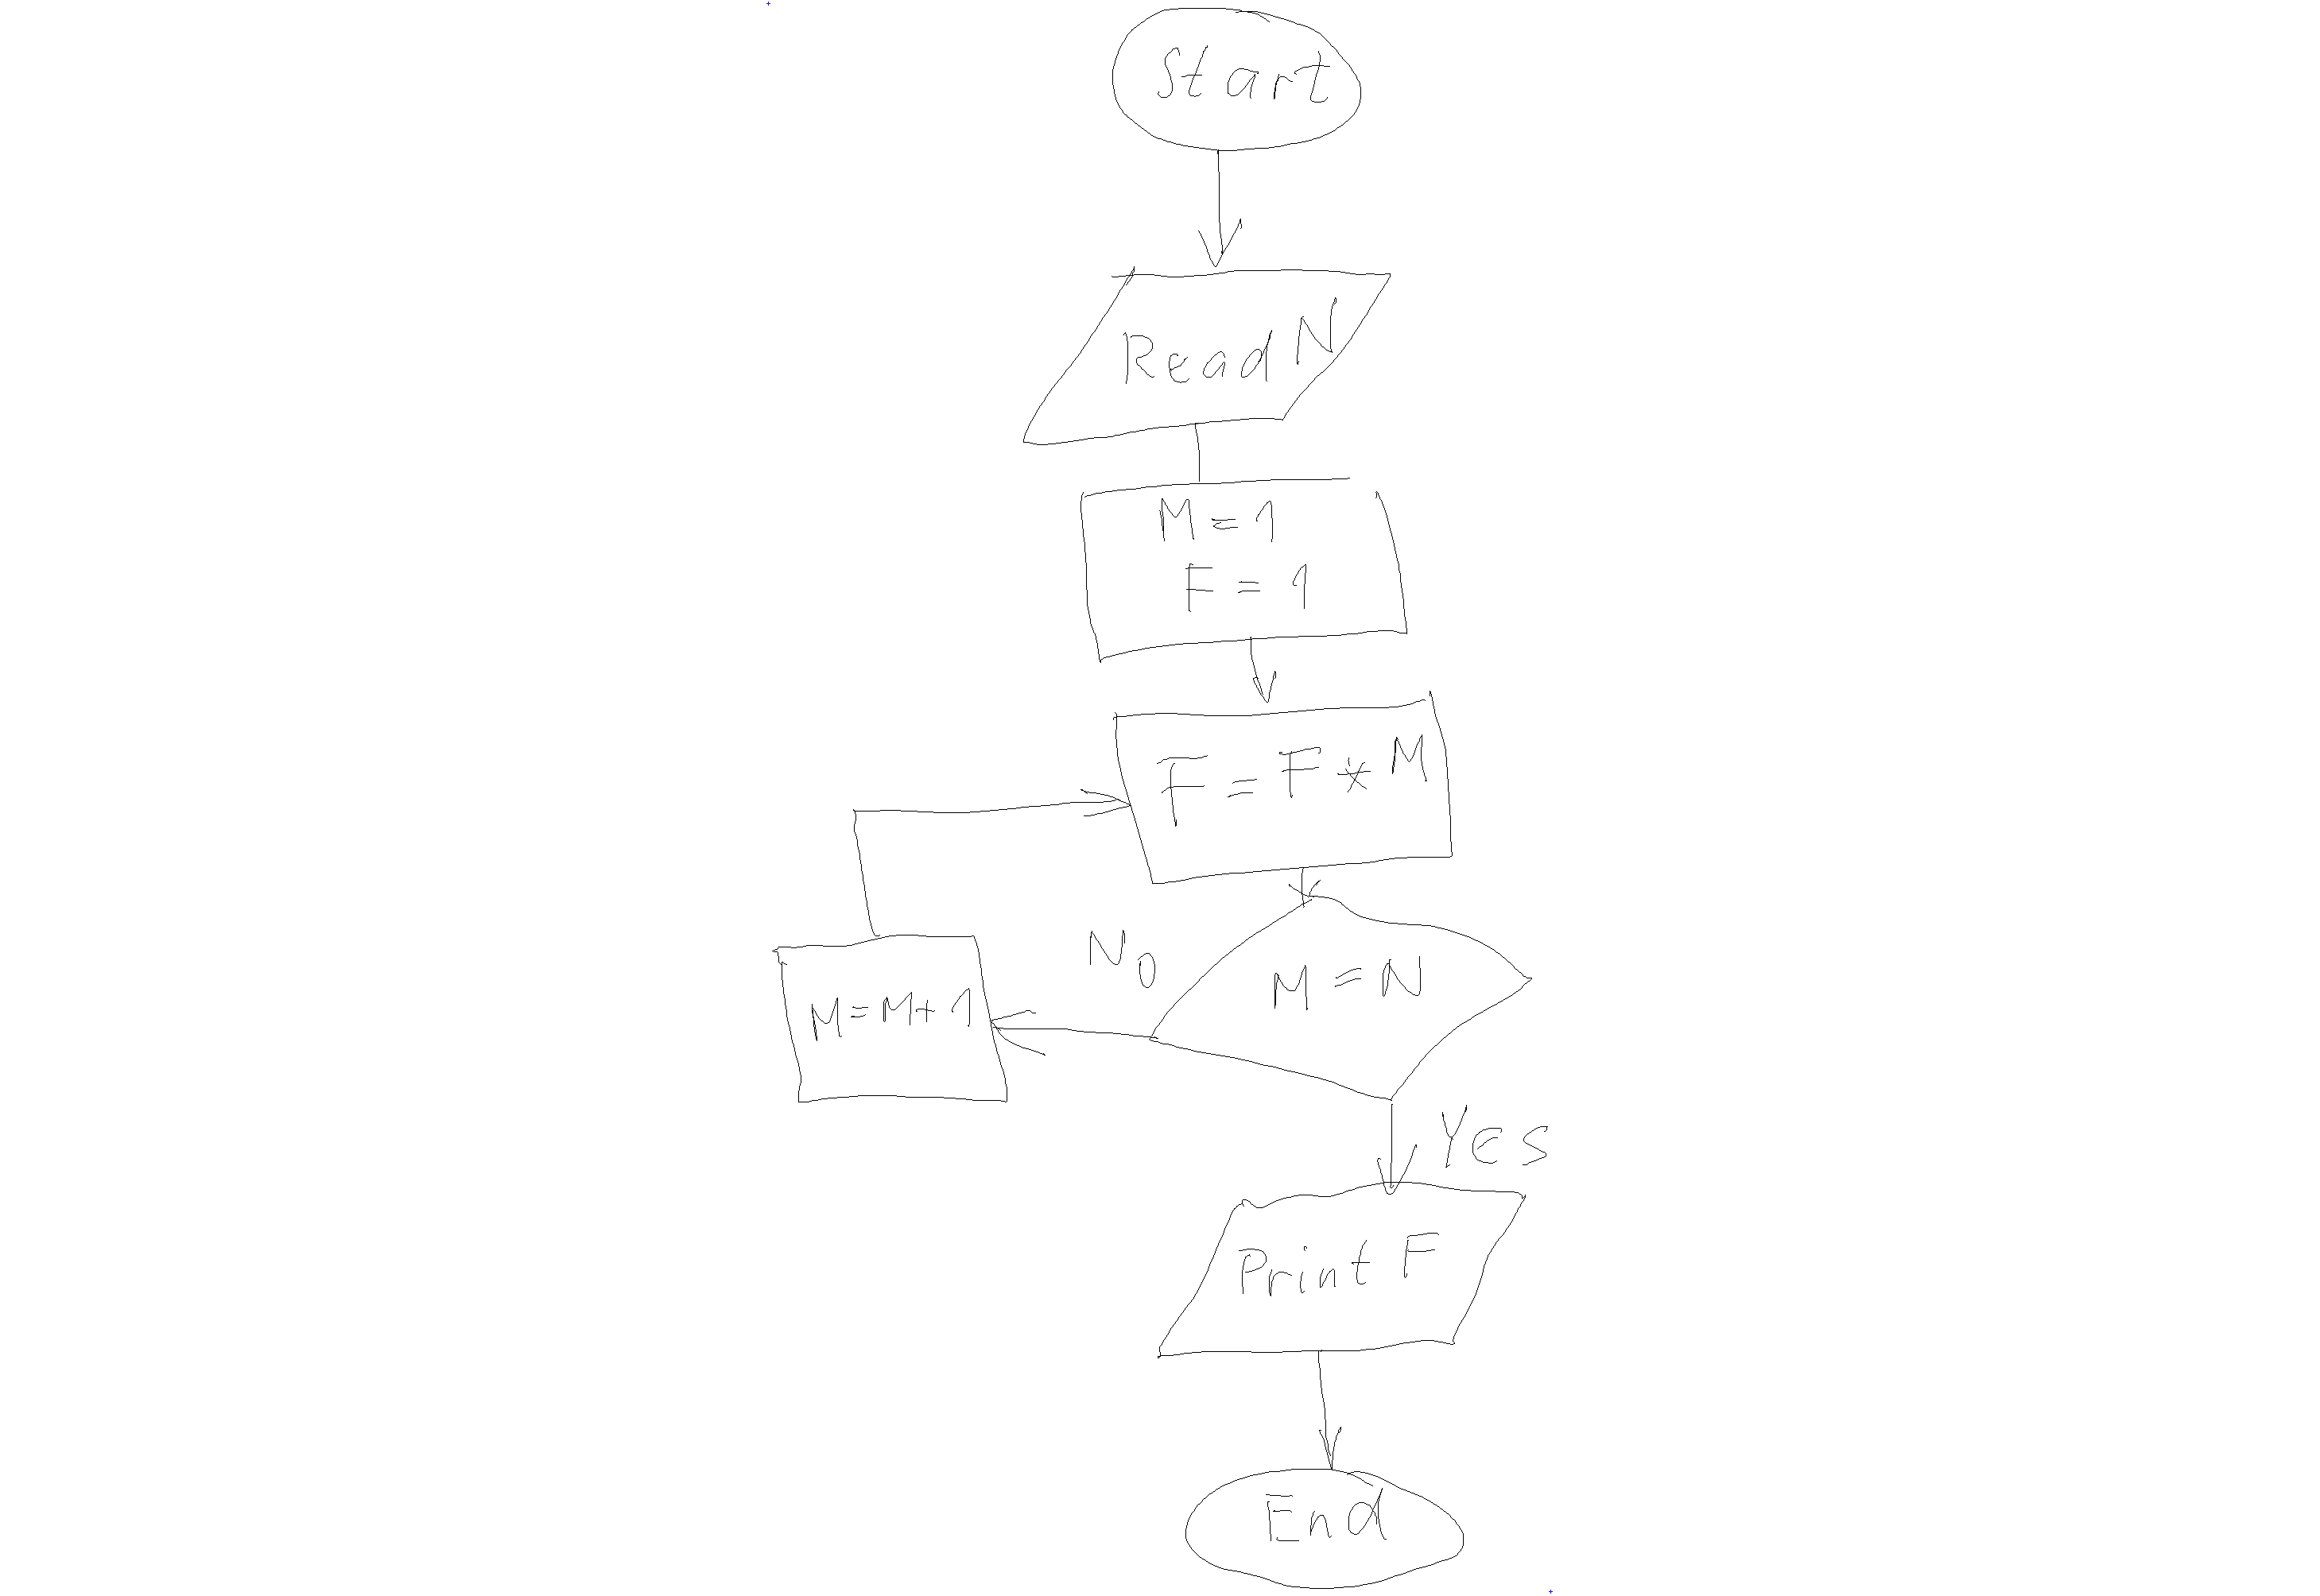 Start
Read N
M=1
F=1
F=F*M
No
M=N
M=M+1
YES
Print F
End